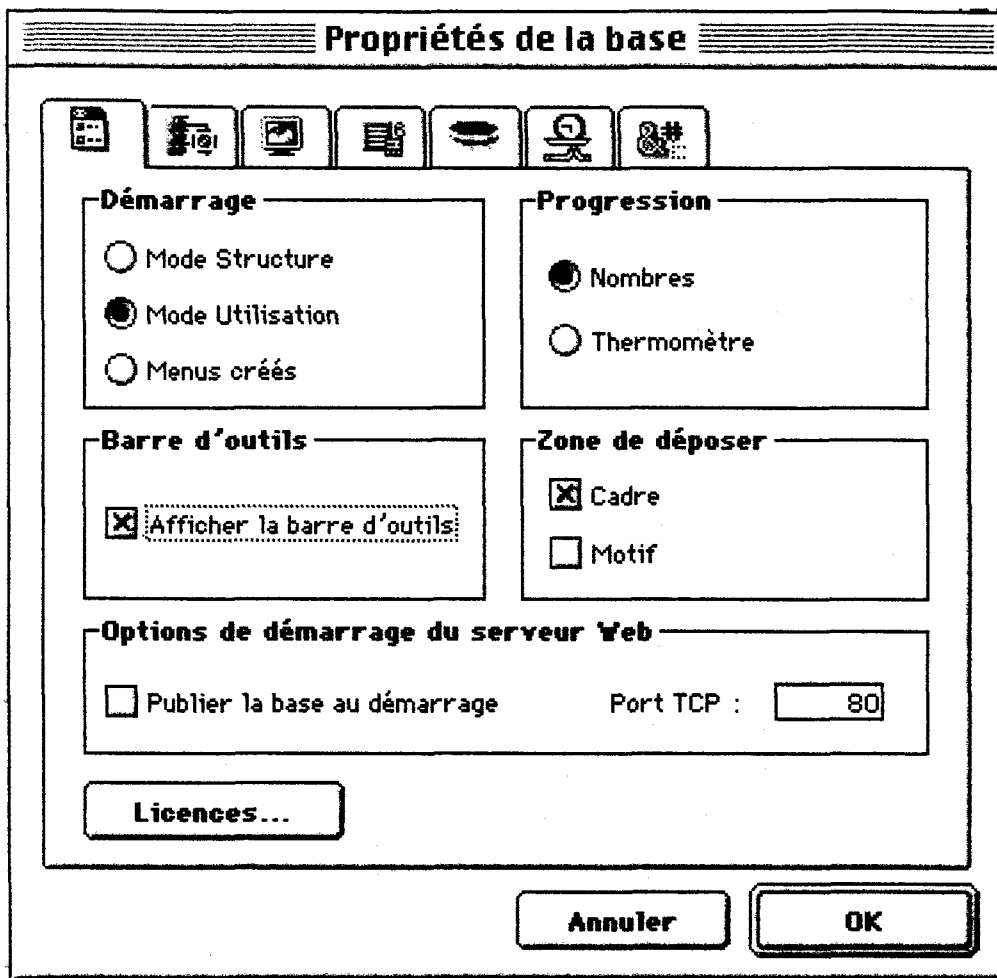 Propriétés de la base
Démarrage
Mode Structure
Mode Utilisation
Menus créés
Progression
Nombres
Thermomètre
Barre d'outils
Afficher la barre d'outils
Zone de déposer
Cadre
Motif
Options de démarrage du serveur Web
Publier la base au démarrage Port TCP : 80
Licences...
Annuler OK